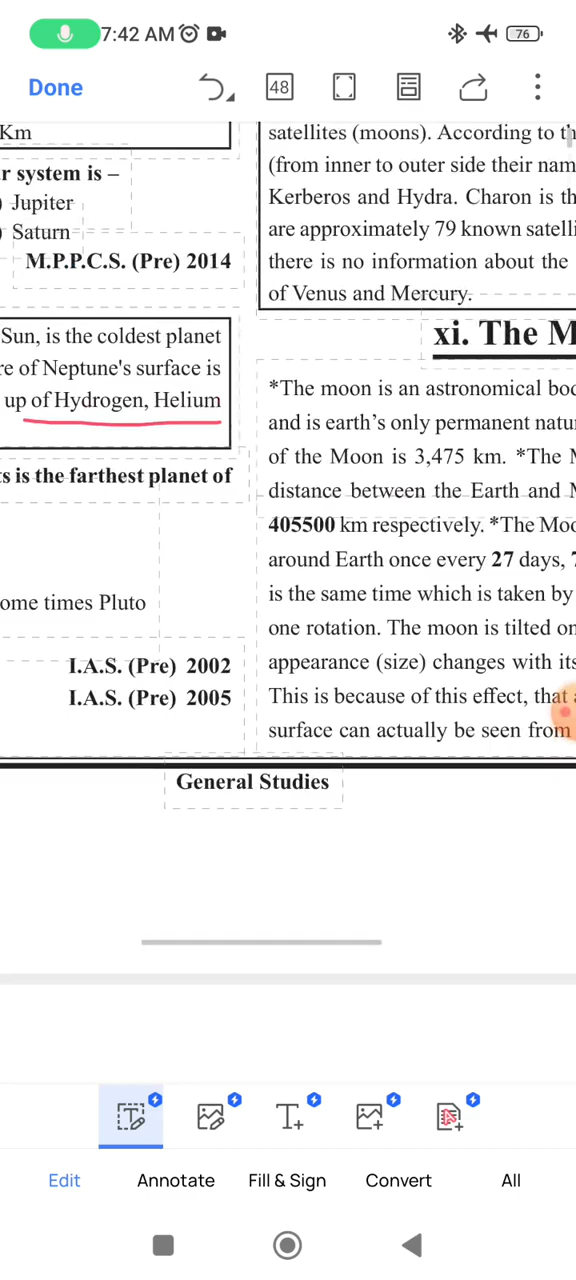 7:42 AM
76
Done
48
Km
r system is –
) Jupiter
) Saturn
M.P.P.C.S. (Pre) 2014
Sun, is the coldest planet
re of Neptune's surface is
up of Hydrogen, Helium
ts is the farthest planet of
ome times Pluto
I.A.S. (Pre) 2002
I.A.S. (Pre) 2005
satellites (moons). According to th
(from inner to outer side their nam
Kerberos and Hydra. Charon is th
are approximately 79 known satelli
there is no information about the
of Venus and Mercury.
xi. The M
*The moon is an astronomical bod
and is earth's only permanent natu
of the Moon is 3,475 km. *The M
distance between the Earth and M
405500 km respectively. *The Moo
around Earth once every 27 days, 7
is the same time which is taken by
one rotation. The moon is tilted on
appearance (size) changes with its
This is because of this effect, that a
surface can actually be seen from
General Studies
Edit
Annotate
Fill & Sign
Convert
All